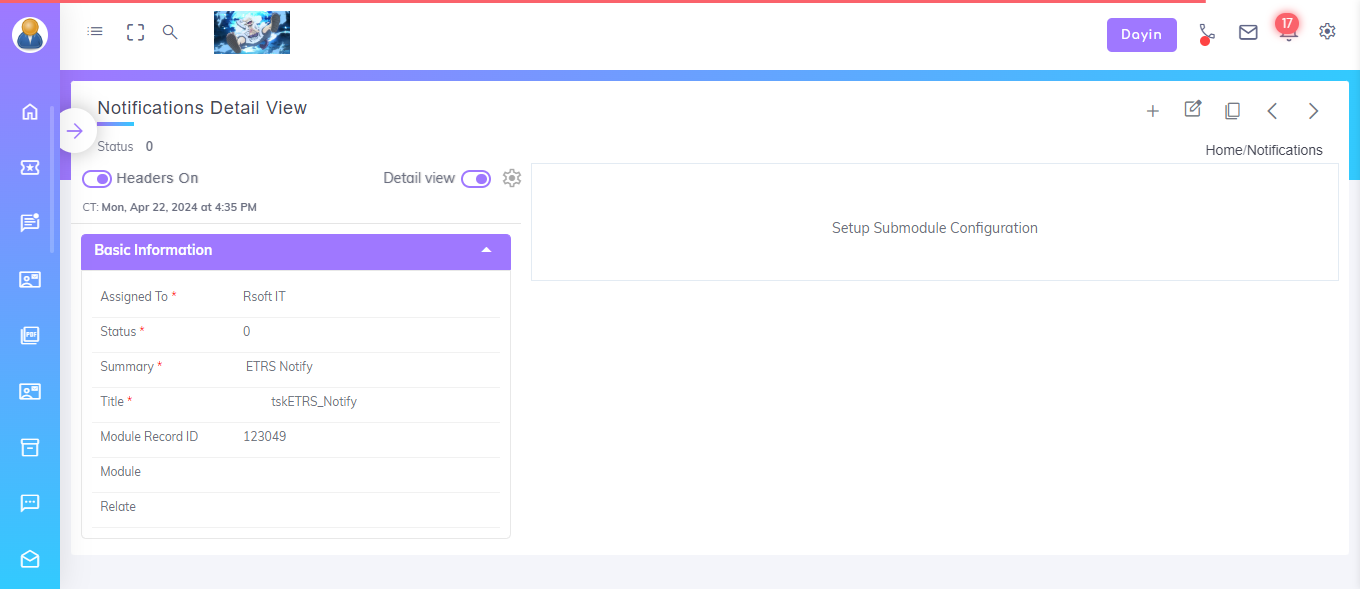 Dayin
17
Notifications Detail View
Status 0
Home/Notifications
Headers On
Detail view
CT: Mon, Apr 22, 2024 at 4:35 PM
Setup Submodule Configuration
Basic Information
Assigned To * Rsoft IT
Status * 0
Summary * ETRS Notify
Title * tskETRS_Notify
Module Record ID 123049
Module
Relate
PDF